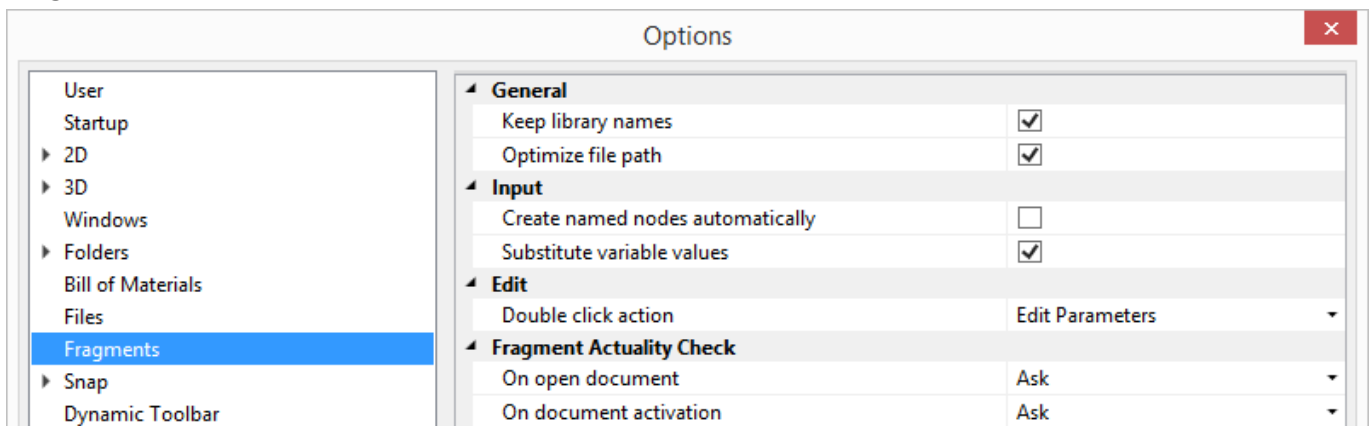 Options
User
Startup
2D
3D
Windows
Folders
Bill of Materials
Files
Fragments
Snap
Dynamic Toolbar
General
Keep library names
Optimize file path
Input
Create named nodes automatically
Substitute variable values
Edit
Double click action Edit Parameters
Fragment Actuality Check
On open document Ask
On document activation Ask